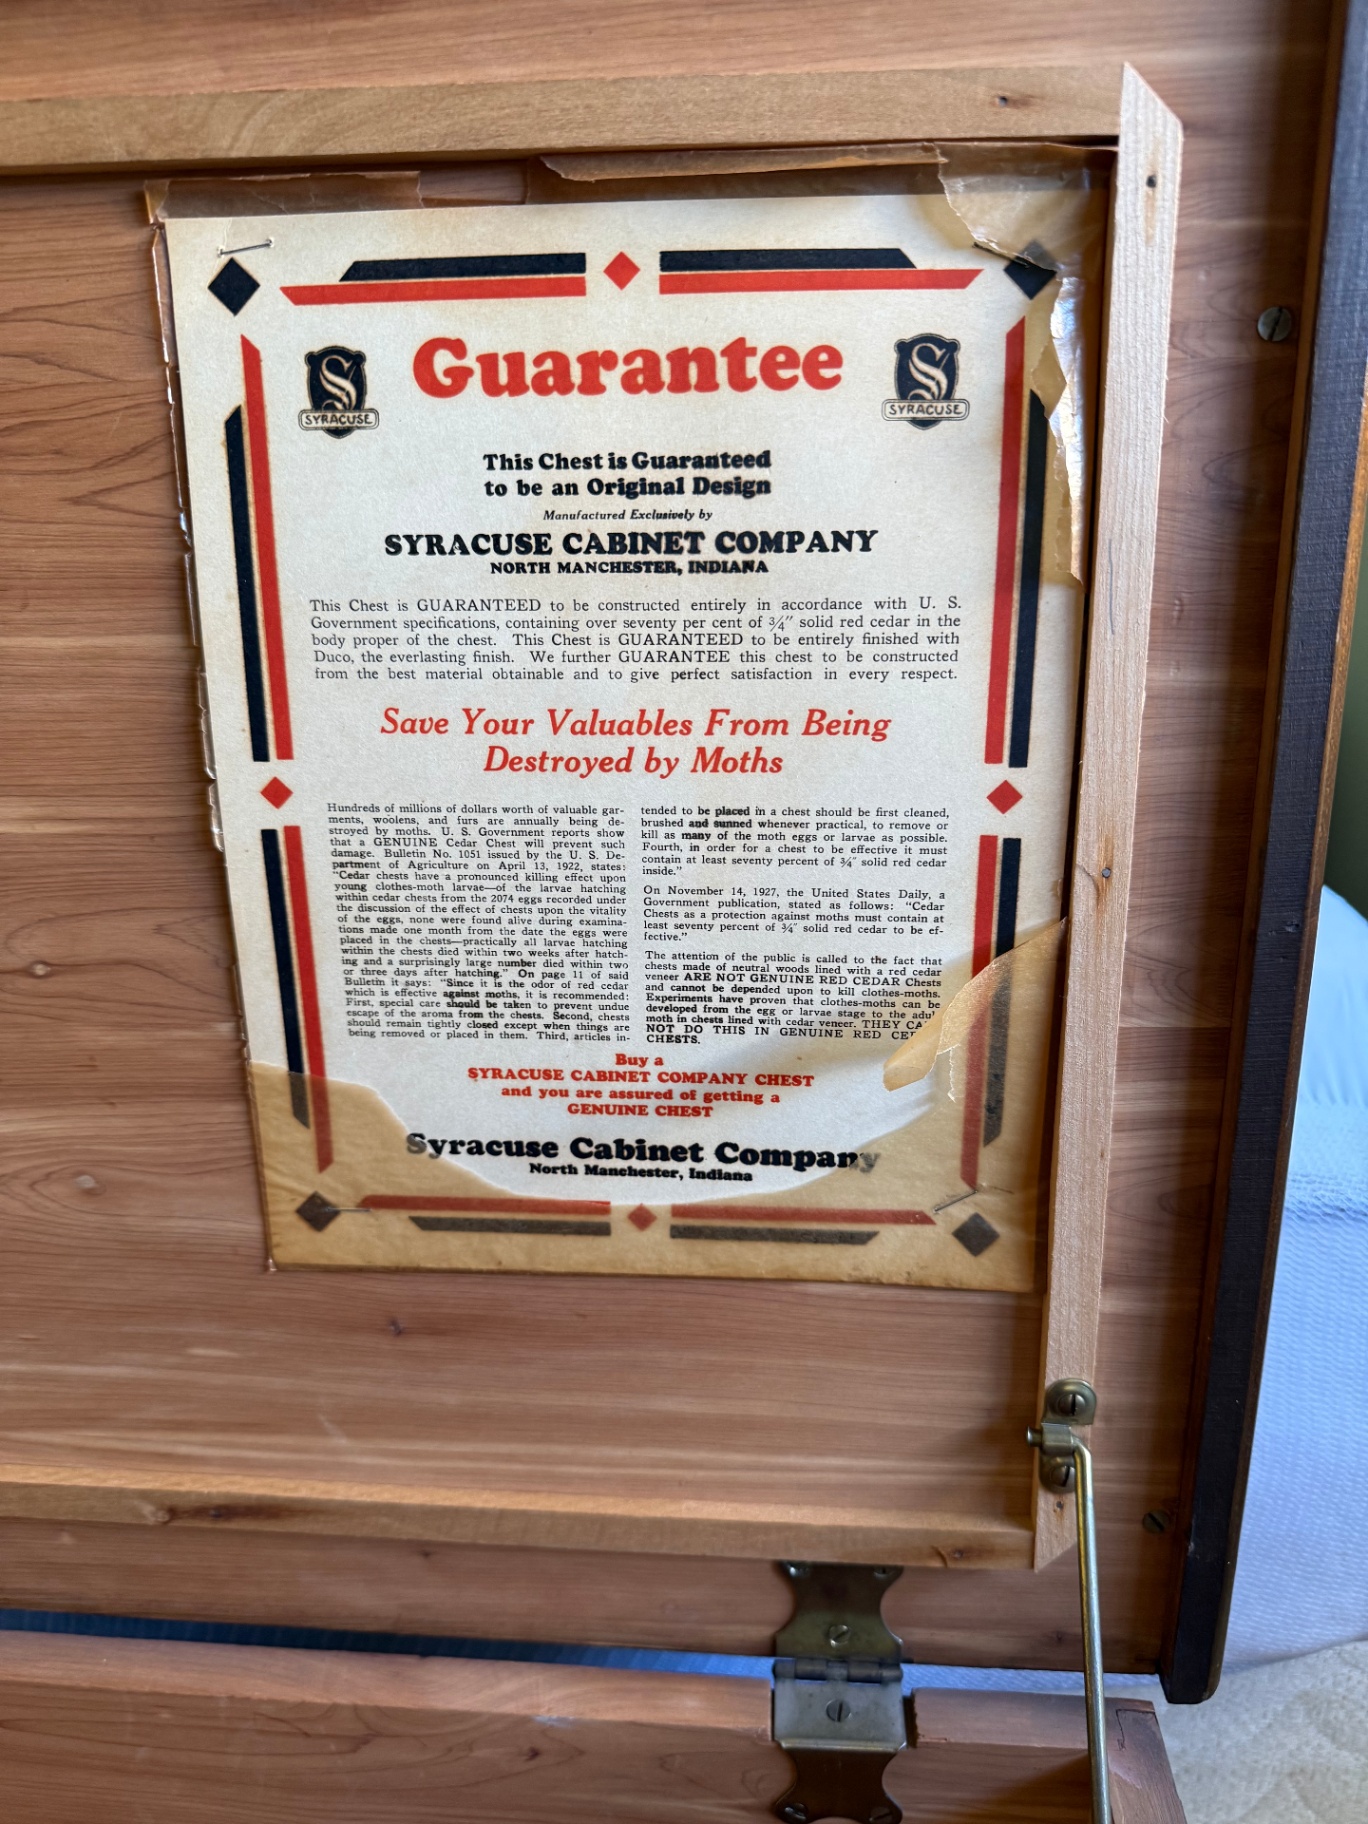 Guarantee
S
SYRACUSE
S
SYRACUSE
This Chest is Guaranteed
to be an Original Design
Manufactured Exclusively by
SYRACUSE CABINET COMPANY
NORTH MANCHESTER, INDIANA
This Chest is GUARANTEED to be constructed entirely in accordance with U. S.
Government specifications, containing over seventy per cent of ¾″ solid red cedar in the
body proper of the chest. This Chest is GUARANTEED to be entirely finished with
Duco, the everlasting finish. We further GUARANTEE this chest to be constructed
from the best material obtainable and to give perfect satisfaction in every respect.
Save Your Valuables From Being
Destroyed by Moths
Hundreds of millions of dollars worth of valuable gar-
ments, woolens, and furs are annually being de-
stroyed by moths. U. S. Government reports show
that a GENUINE Cedar Chest will prevent such
damage. Bulletin No. 1051 issued by the U. S. De-
partment of Agriculture on April 13, 1922, states:
"Cedar chests have a pronounced killing effect upon
young clothes-moth larvae—of the larvae hatching
within cedar chests from the 2074 eggs recorded under
the discussion of the effect of chests upon the vitality
of the eggs, none were found alive during examina-
tions made one month from the date the eggs were
placed in the chests—practically all larvae hatching
within the chests died within two weeks after hatch-
ing and a surprisingly large number died within two
or three days after hatching." On page 11 of said
Bulletin it says: "Since it is the odor of red cedar
which is effective against moths, it is recommended:
First, special care should be taken to prevent undue
escape of the aroma from the chests. Second, chests
should remain tightly closed except when things are
being removed or placed in them. Third, articles in-
tended to be placed in a chest should be first cleaned,
brushed and sunned whenever practical, to remove or
kill as many of the moth eggs or larvae as possible.
Fourth, in order for a chest to be effective it must
contain at least seventy percent of ¾″ solid red cedar
inside."
On November 14, 1927, the United States Daily, a
Government publication, stated as follows: "Cedar
Chests as a protection against moths must contain at
least seventy percent of ¾″ solid red cedar to be ef-
fective."
The attention of the public is called to the fact that
chests made of neutral woods lined with a red cedar
veneer ARE NOT GENUINE RED CEDAR Chests
and cannot be depended upon to kill clothes-moths.
Experiments have proven that clothes-moths can be
developed from the egg or larvae stage to the adul
moth in chests lined with cedar veneer. THEY CA
NOT DO THIS IN GENUINE RED CE
CHESTS.
Buy a
SYRACUSE CABINET COMPANY CHEST
and you are assured of getting a
GENUINE CHEST
Syracuse Cabinet Company
North Manchester, Indiana